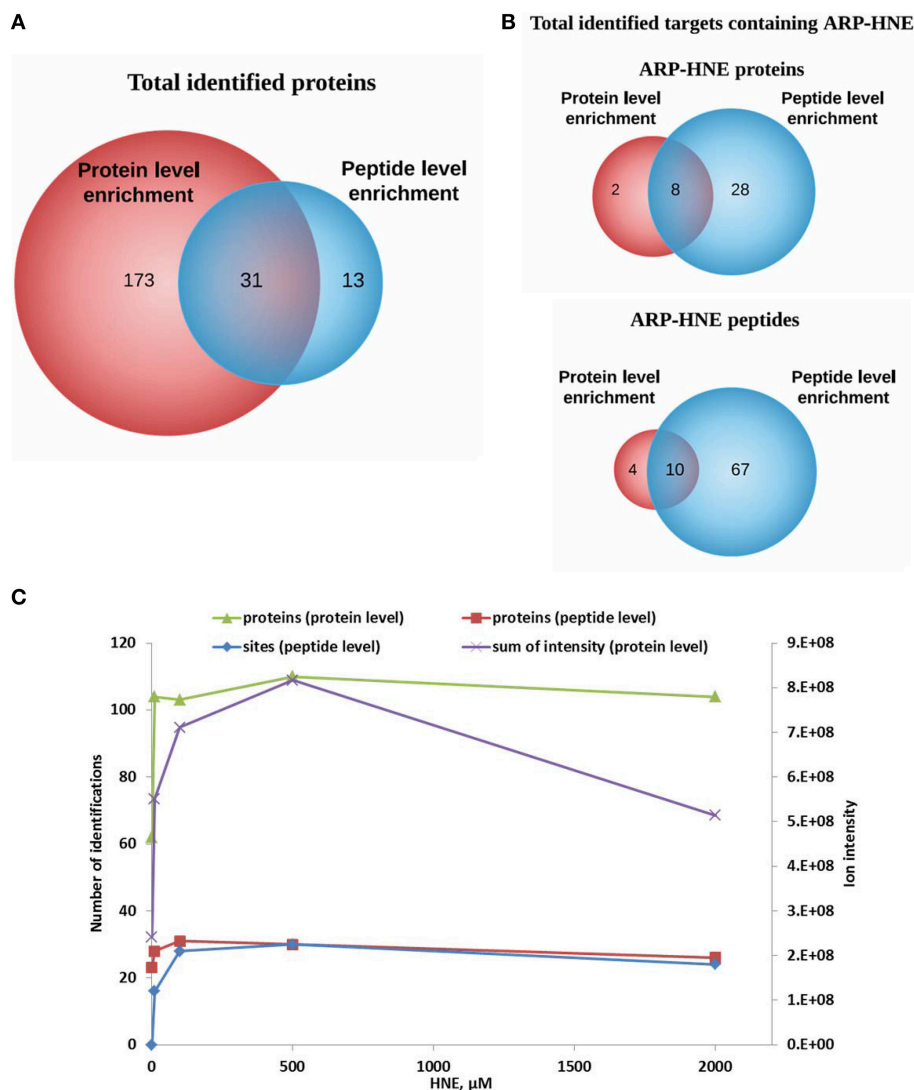 A
Total identified proteins
Protein level
enrichment
Peptide level
enrichment
173
31
13
B
Total identified targets containing ARP-HNE
ARP-HNE proteins
Protein level
enrichment
Peptide level
enrichment
2
8
28
ARP-HNE peptides
Protein level
enrichment
Peptide level
enrichment
4
10
67
C
proteins (protein level)
proteins (peptide level)
sites (peptide level)
sum of intensity (protein level)
Number of identifications
120
100
80
60
40
20
0
9.E+08
8.E+08
7.E+08
6.E+08
5.E+08
4.E+08
3.E+08
2.E+08
1.E+08
0.E+00
Ion intensity
0
500
1000
1500
2000
HNE, µM